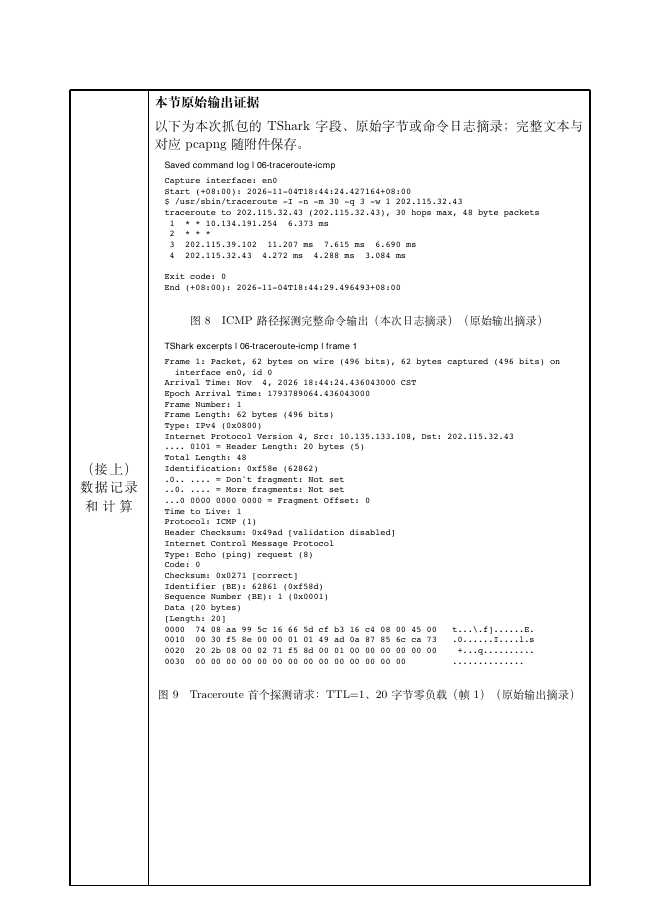 本节原始输出证据
以下为本次抓包的 TShark 字段、原始字节或命令日志摘录；完整文本与
对应 pcapng 随附件保存。
Saved command log | 06-traceroute-icmp
Capture interface: en0
Start (+08:00): 2026-11-04T18:44:24.427164+08:00
$ /usr/sbin/traceroute -I -n -m 30 -q 3 -w 1 202.115.32.43
traceroute to 202.115.32.43 (202.115.32.43), 30 hops max, 48 byte packets
1 * * 10.134.191.254 6.373 ms
2 * * *
3 202.115.39.102 11.207 ms 7.615 ms 6.690 ms
4 202.115.32.43 4.272 ms 4.288 ms 3.084 ms
Exit code: 0
End (+08:00): 2026-11-04T18:44:29.496493+08:00
图 8 ICMP 路径探测完整命令输出（本次日志摘录）（原始输出摘录）
TShark excerpts | 06-traceroute-icmp | frame 1
Frame 1: Packet, 62 bytes on wire (496 bits), 62 bytes captured (496 bits) on
interface en0, id 0
Arrival Time: Nov  4, 2026 18:44:24.436043000 CST
Epoch Arrival Time: 1793789064.436043000
Frame Number: 1
Frame Length: 62 bytes (496 bits)
Type: IPv4 (0x0800)
Internet Protocol Version 4, Src: 10.135.133.108, Dst: 202.115.32.43
.... 0101 = Header Length: 20 bytes (5)
Total Length: 48
Identification: 0xf58e (62862)
.0.. .... = Don't fragment: Not set
..0. .... = More fragments: Not set
...0 0000 0000 0000 = Fragment Offset: 0
Time to Live: 1
Protocol: ICMP (1)
Header Checksum: 0x49ad [validation disabled]
Internet Control Message Protocol
Type: Echo (ping) request (8)
Code: 0
Checksum: 0x0271 [correct]
Identifier (BE): 62861 (0xf58d)
Sequence Number (BE): 1 (0x0001)
Data (20 bytes)
[Length: 20]
0000 74 08 aa 99 5c 16 66 5d cf b3 16 c4 08 00 45 00 t...\.f]......E.
0010 00 30 f5 8e 00 00 01 01 49 ad 0a 87 85 6c ca 73 .0......I....l.s
0020 20 2b 08 00 02 71 f5 8d 00 01 00 00 00 00 00 00 +...q..........
0030 00 00 00 00 00 00 00 00 00 00 00 00 00 00 ..............
图 9 Traceroute 首个探测请求：TTL=1、20 字节零负载（帧 1）（原始输出摘录）
（接上）
数据记录
和计算